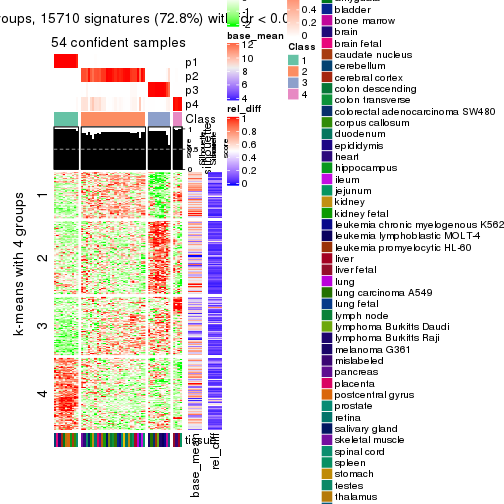 oups, 15710 signatures (72.8%) with fdr < 0.0
54 confident samples
p1
p2
p3
p4
Class
1
0.5
0
silhouette
score
k-means with 4 groups
1
2
3
4
tissue
base_mean
rel_diff
-2
base_mean
12
10
8
6
4
rel_diff
1
0.8
0.6
0.4
0.2
0
0.4
0.2
0
Class
1
2
3
4
bladder
bone marrow
brain
brain fetal
caudate nucleus
cerebellum
cerebral cortex
colon descending
colon transverse
colorectal adenocarcinoma SW480
corpus callosum
duodenum
epididymis
heart
hippocampus
ileum
jejunum
kidney
kidney fetal
leukemia chronic myelogenous K562
leukemia lymphoblastic MOLT-4
leukemia promyelocytic HL-60
liver
liver fetal
lung
lung carcinoma A549
lung fetal
lymph node
lymphoma Burkitts Daudi
lymphoma Burkitts Raji
melanoma G361
mislabeled
pancreas
placenta
postcentral gyrus
prostate
retina
salivary gland
skeletal muscle
spinal cord
spleen
stomach
testes
thalamus